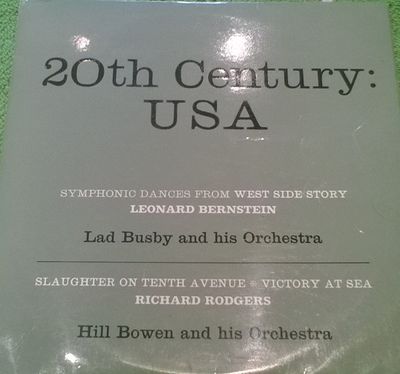 20th Century:
USA
SYMPHONIC DANCES FROM WEST SIDE STORY
LEONARD BERNSTEIN
Lad Busby and his Orchestra
SLAUGHTER ON TENTH AVENUE * VICTORY AT SEA
RICHARD RODGERS
Hill Bowen and his Orchestra